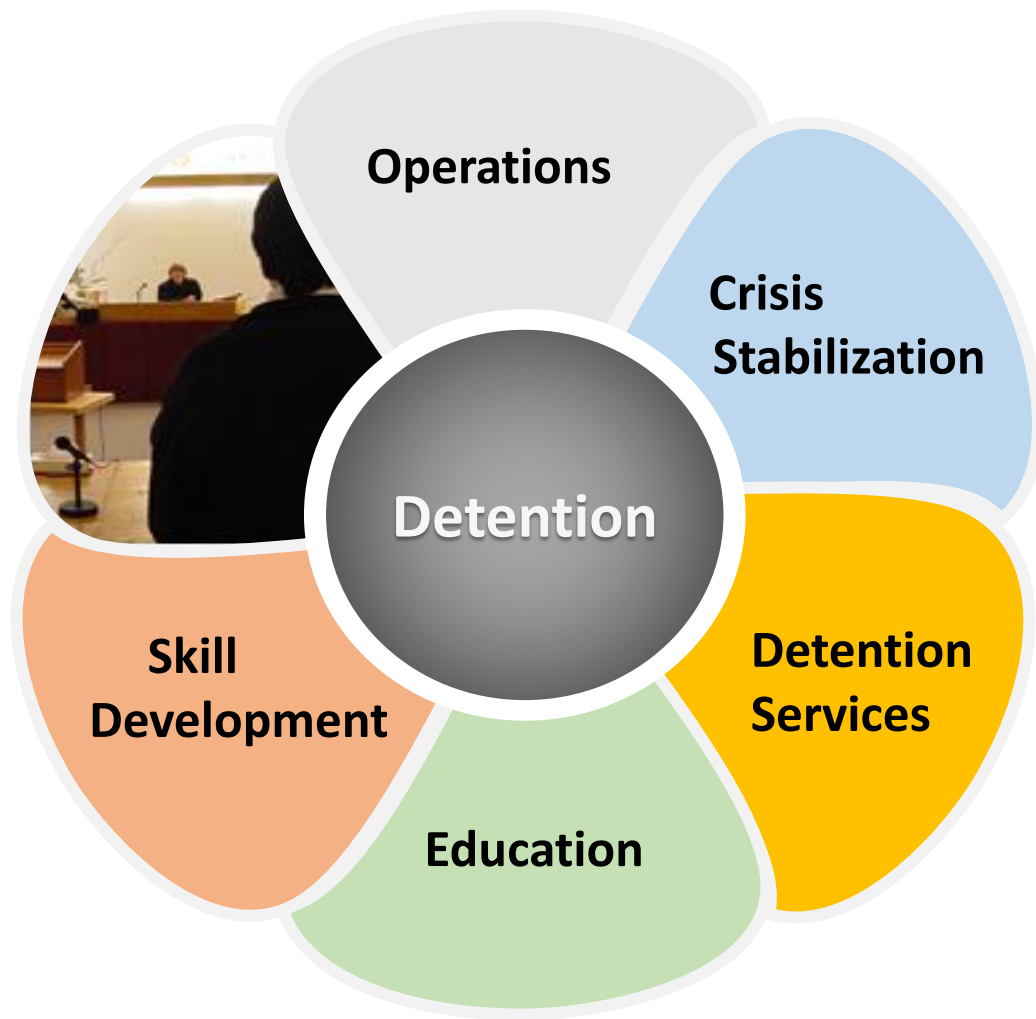 Operations
Crisis
Stabilization
Detention
Services
Education
Skill
Development
Detention